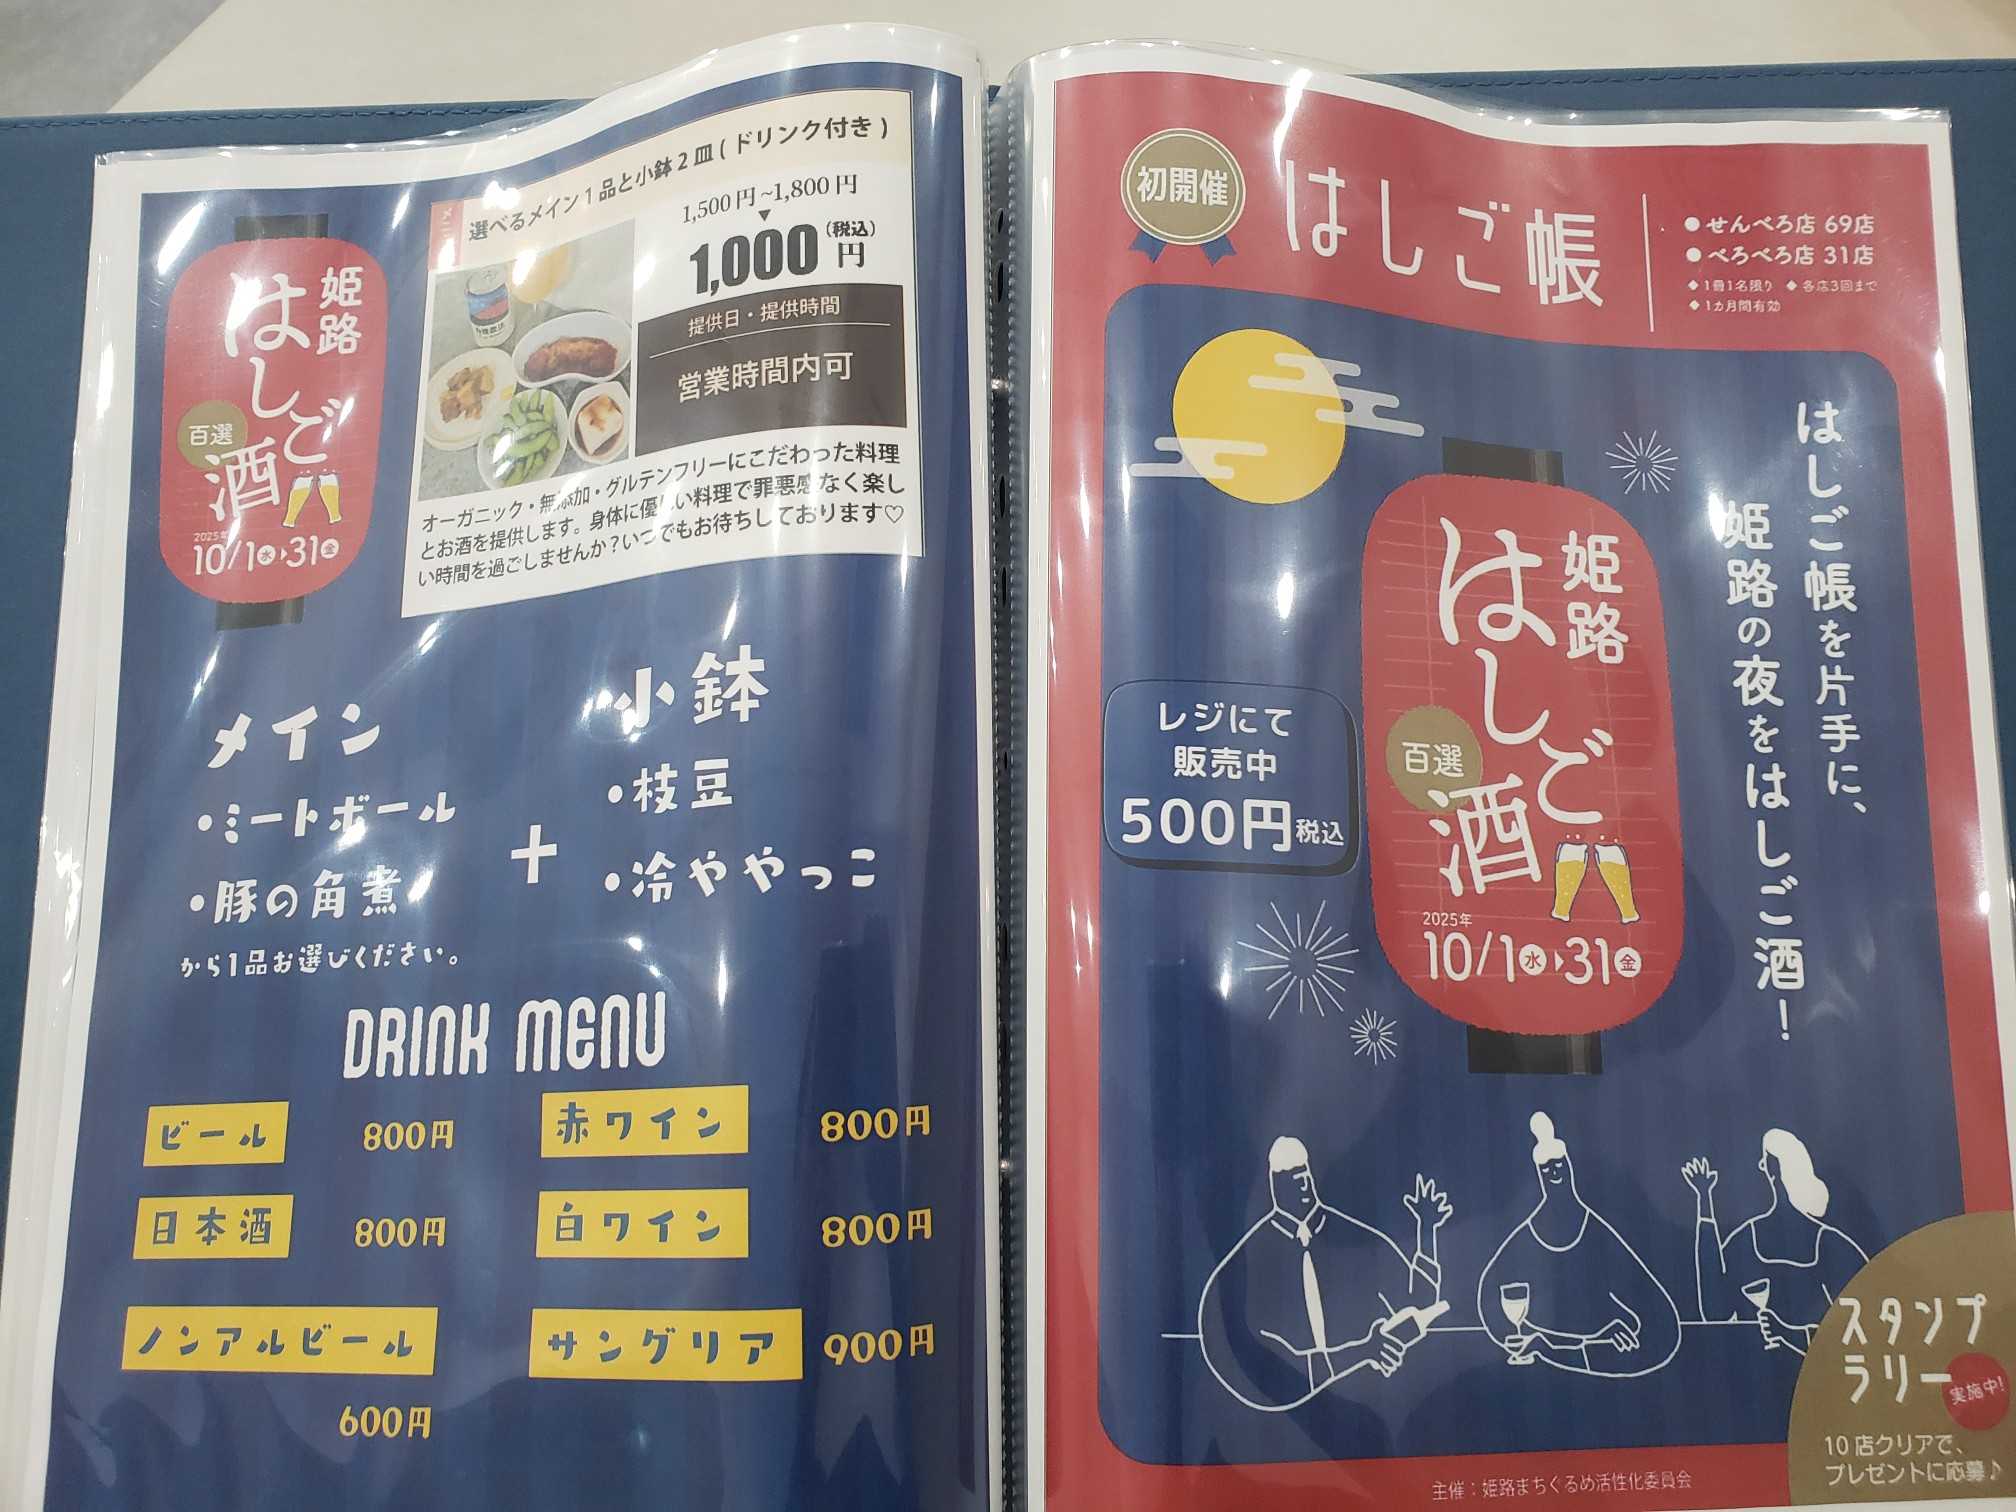 姫路
はしご酒
百選
2025年
10/1水▸31金
メニュー
選べるメイン1品と小鉢2皿(ドリンク付き)
1,500円~1,800円
▼
1,000円(税込)
提供日・提供時間
営業時間内可
オーガニック・無添加・グルテンフリーにこだわった料理
とお酒を提供します。身体に優しい料理で罪悪感なく楽し
い時間を過ごしませんか?いつでもお待ちしております♡
メイン
・ミートボール
・豚の角煮
から1品お選びください。
+
小鉢
・枝豆
・冷ややっこ
DRINK MENU
ビール 800円
赤ワイン 800円
日本酒 800円
白ワイン 800円
ノンアルビール
600円
サングリア 900円
初開催
はしご帳
●せんべろ店 69店
●べろべろ店 31店
◆1冊1名限り ◆各店3回まで
◆1カ月間有効
はしご帳を片手に、
姫路の夜をはしご酒!
レジにて
販売中
500円税込
姫路
はしご酒
百選
2025年
10/1水▸31金
スタンプ
ラリー
実施中!
10店クリアで、
プレゼントに応募♪
主催:姫路まちぐるめ活性化委員会